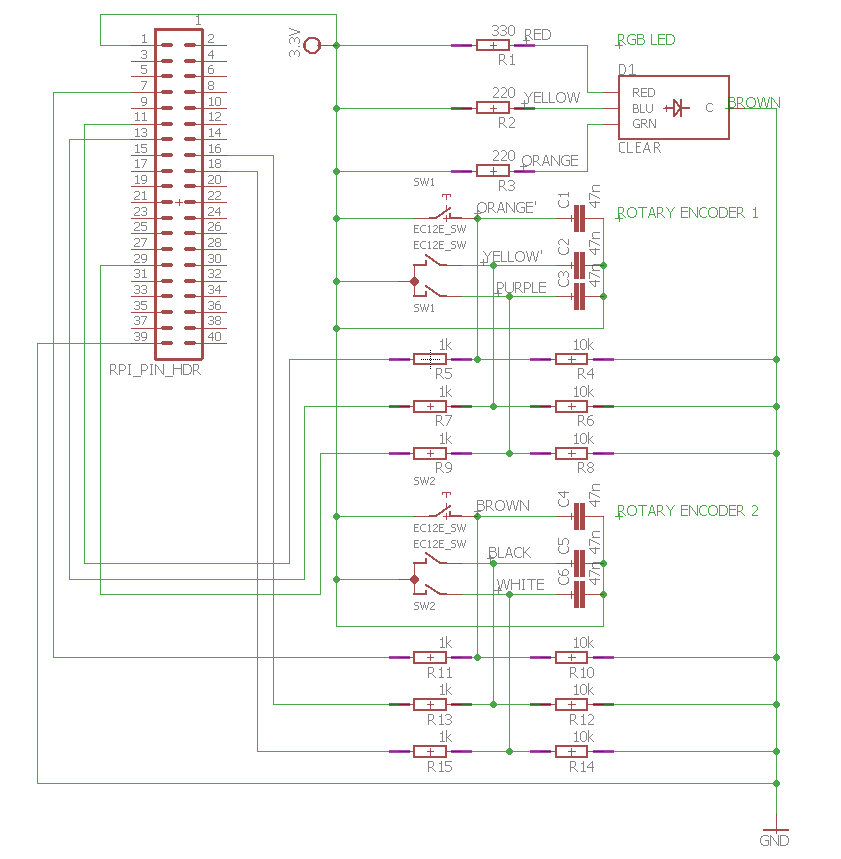 1
3.3V
1 2
3 4
5 6
7 8
9 10
11 12
13 14
15 16
17 18
19 20
21 22
23 24
25 26
27 28
29 30
31 32
33 34
35 36
37 38
39 40
RPI_PIN_HDR
330
RED
R1
220
YELLOW
R2
220
ORANGE
R3
RGB LED
D1
RED
BLU
GRN
C
BROWN
CLEAR
SW1
ORANGE'
EC12E_SW
C1
47n
ROTARY ENCODER 1
EC12E_SW
YELLOW'
C2
47n
PURPLE
C3
47n
SW1
1k
R5
10k
R4
1k
R7
10k
R6
1k
R9
10k
R8
SW2
BROWN
EC12E_SW
C4
47n
ROTARY ENCODER 2
EC12E_SW
BLACK
C5
47n
WHITE
C6
47n
SW2
1k
R11
10k
R10
1k
R13
10k
R12
1k
R15
10k
R14
GND